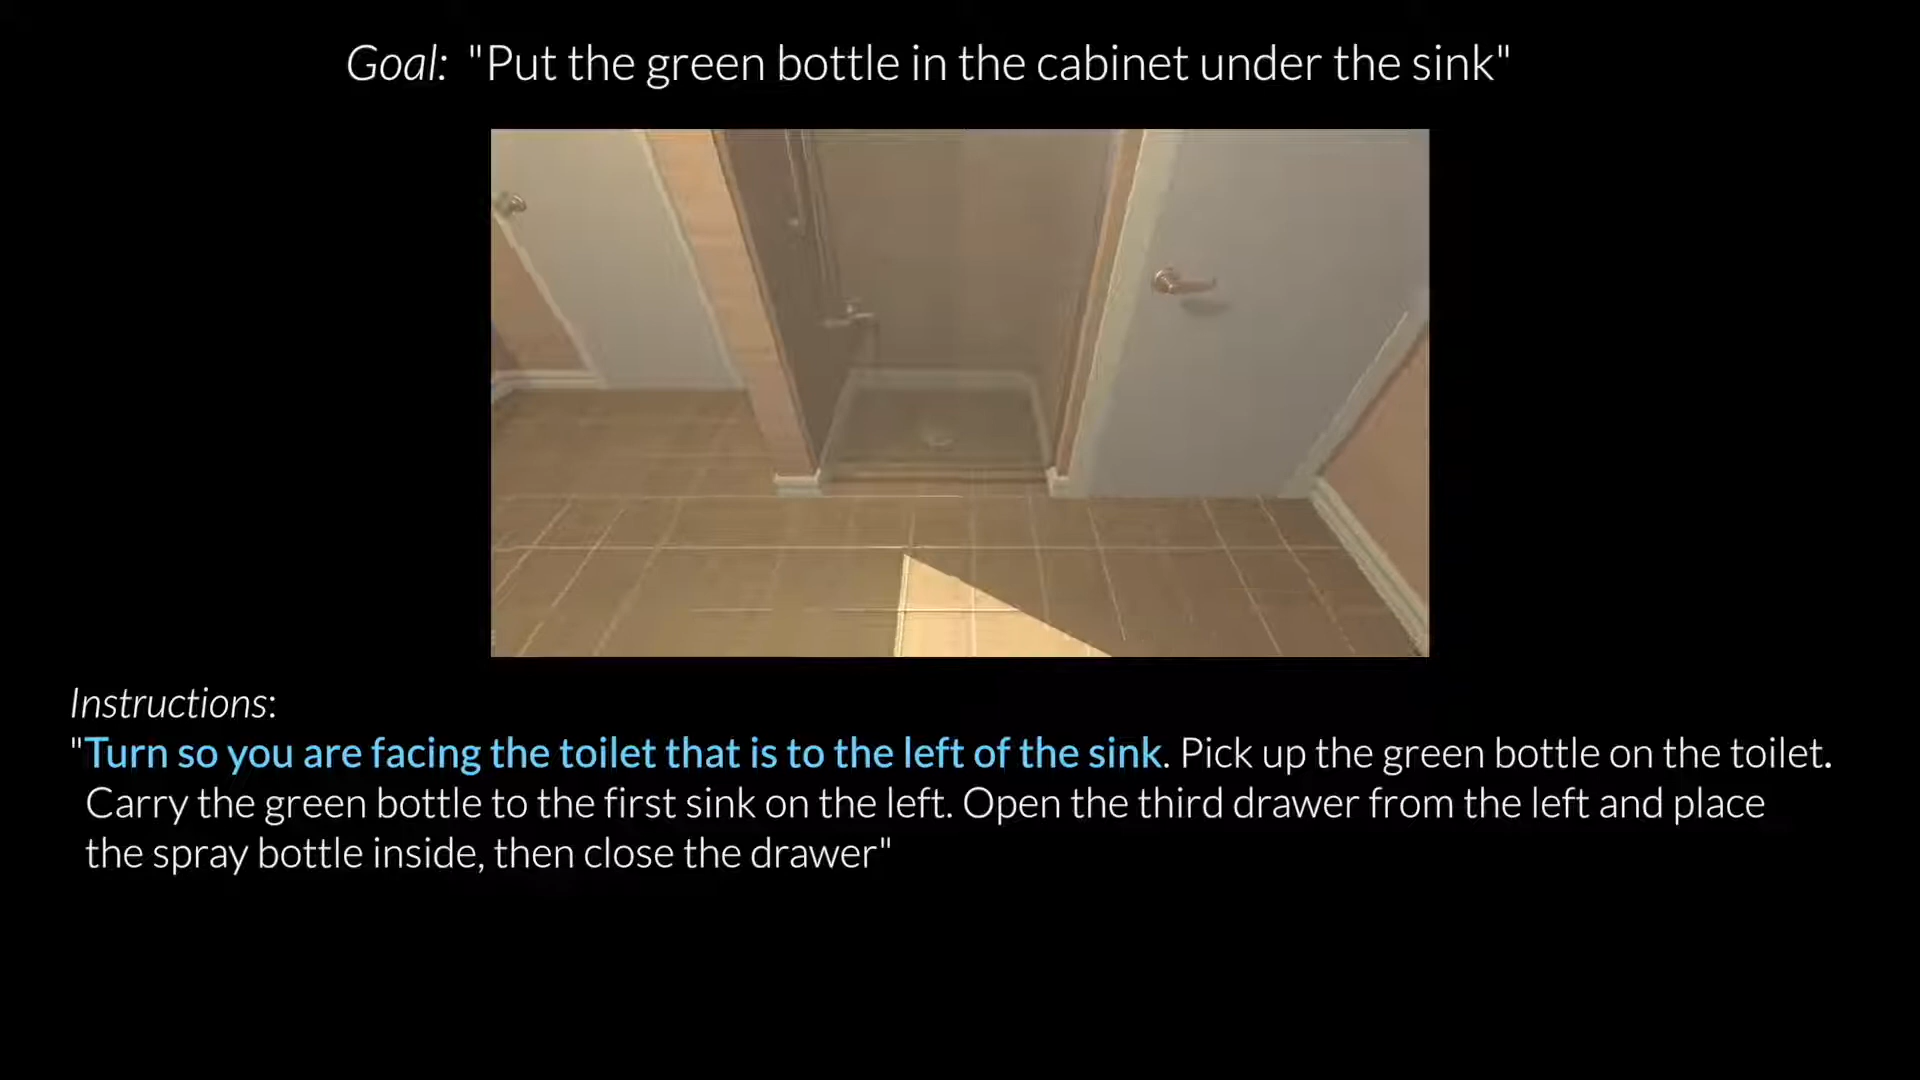 Goal: "Put the green bottle in the cabinet under the sink"
Instructions:
"Turn so you are facing the toilet that is to the left of the sink. Pick up the green bottle on the toilet.
Carry the green bottle to the first sink on the left. Open the third drawer from the left and place
the spray bottle inside, then close the drawer"